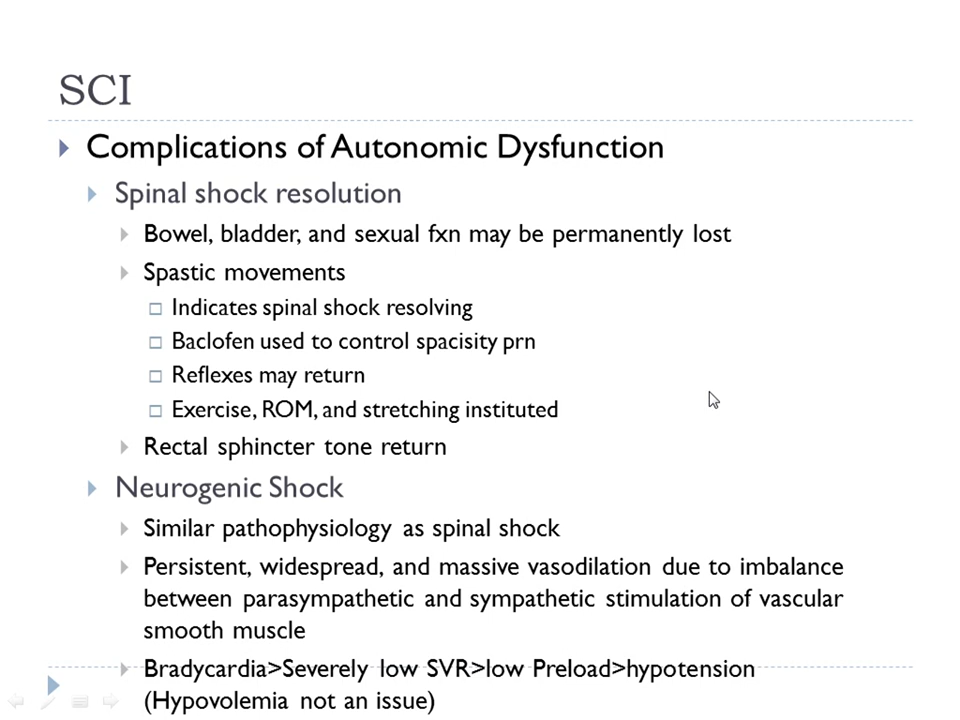 SCI
Complications of Autonomic Dysfunction
Spinal shock resolution
Bowel, bladder, and sexual fxn may be permanently lost
Spastic movements
Indicates spinal shock resolving
Baclofen used to control spacisity prn
Reflexes may return
Exercise, ROM, and stretching instituted
Rectal sphincter tone return
Neurogenic Shock
Similar pathophysiology as spinal shock
Persistent, widespread, and massive vasodilation due to imbalance
between parasympathetic and sympathetic stimulation of vascular
smooth muscle
Bradycardia>Severely low SVR>low Preload>hypotension
(Hypovolemia not an issue)